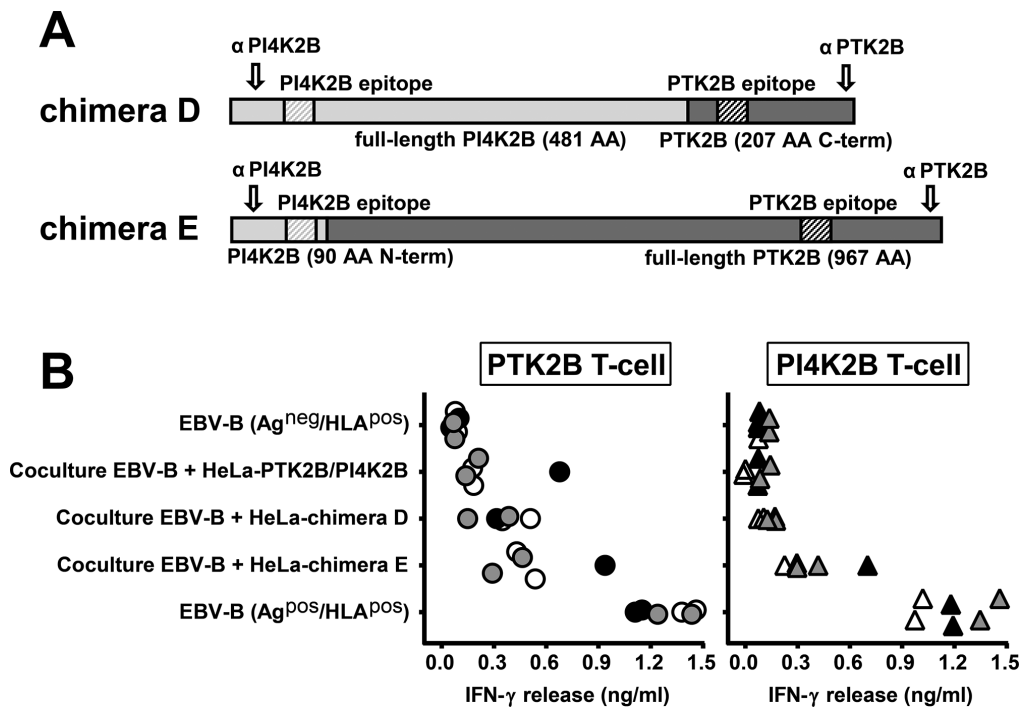 A
α PI4K2B
α PTK2B
PI4K2B epitope
PTK2B epitope
chimera D
full-length PI4K2B (481 AA)
PTK2B (207 AA C-term)
α PI4K2B
α PTK2B
PI4K2B epitope
PTK2B epitope
chimera E
PI4K2B (90 AA N-term)
full-length PTK2B (967 AA)
B
PTK2B T-cell
PI4K2B T-cell
EBV-B (Agneg/HLApos)
Coculture EBV-B + HeLa-PTK2B/PI4K2B
Coculture EBV-B + HeLa-chimera D
Coculture EBV-B + HeLa-chimera E
EBV-B (Agpos/HLApos)
0.0 0.3 0.6 0.9 1.2 1.5
0.0 0.3 0.6 0.9 1.2 1.5
IFN-γ release (ng/ml)
IFN-γ release (ng/ml)